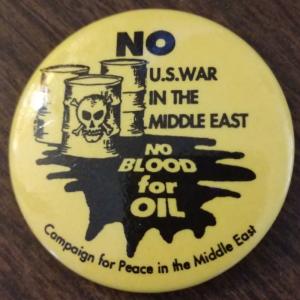 NO
U.S. WAR
IN THE
MIDDLE EAST
NO
BLOOD
for
OIL
Campaign for Peace in the Middle East